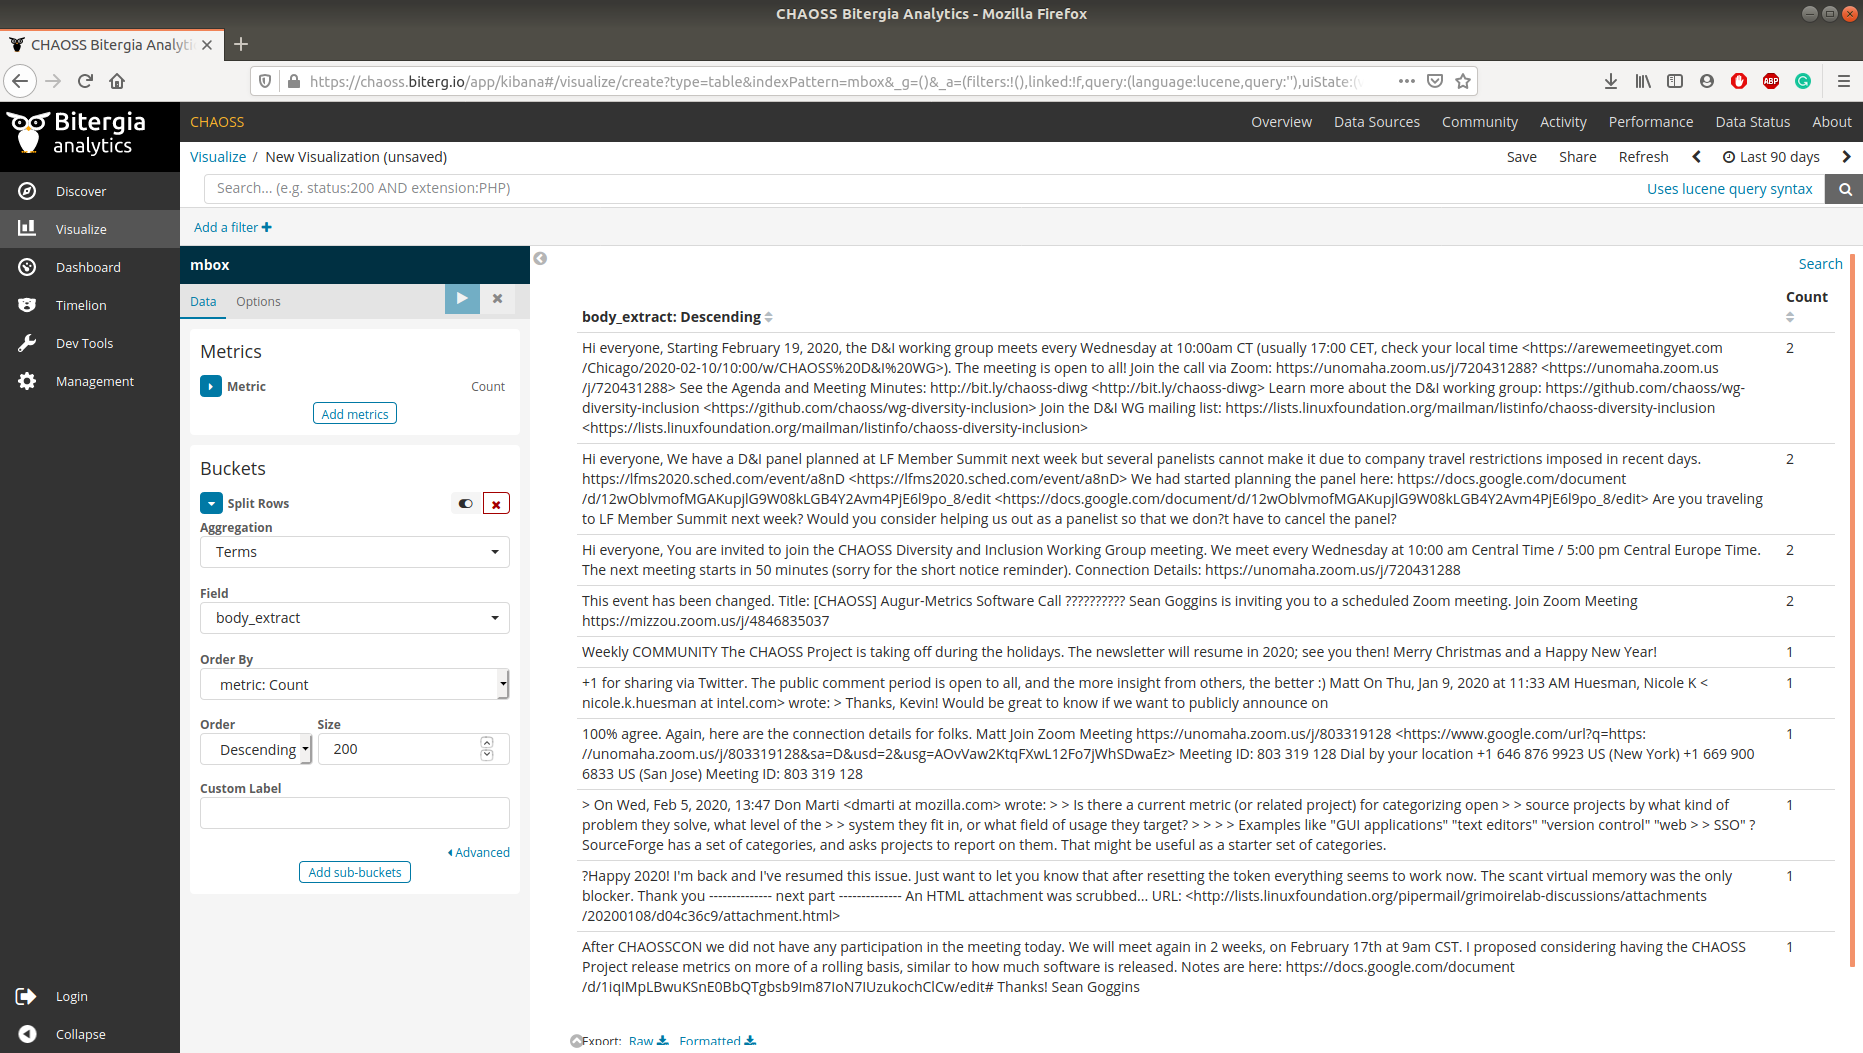 CHAOSS Bitergia Analytics - Mozilla Firefox
CHAOSS Bitergia Analyti
https://chaoss.biterg.io/app/kibana#/visualize/create?type=table&indexPattern=mbox&_g=()&_a=(filters:!(),linked:!f,query:(language:lucene,query:''),uiState:(
ABP
Bitergia
analytics
CHAOSS
Overview Data Sources Community Activity Performance Data Status About
Visualize / New Visualization (unsaved)
Save Share Refresh Last 90 days
Search... (e.g. status:200 AND extension:PHP)
Uses lucene query syntax
Add a filter
Discover
Visualize
Dashboard
Timelion
Dev Tools
Management
Login
Collapse
mbox
Data Options
Metrics
Metric Count
Add metrics
Buckets
Split Rows
Aggregation
Terms
Field
body_extract
Order By
metric: Count
Order Size
Descending 200
Custom Label
Advanced
Add sub-buckets
Search
body_extract: Descending Count
Hi everyone, Starting February 19, 2020, the D&I working group meets every Wednesday at 10:00am CT (usually 17:00 CET, check your local time <https://arewemeetingyet.com 2
/Chicago/2020-02-10/10:00/w/CHAOSS%20D&I%20WG>). The meeting is open to all! Join the call via Zoom: https://unomaha.zoom.us/j/720431288? <https://unomaha.zoom.us
/j/720431288> See the Agenda and Meeting Minutes: http://bit.ly/chaoss-diwg <http://bit.ly/chaoss-diwg> Learn more about the D&I working group: https://github.com/chaoss/wg-
diversity-inclusion <https://github.com/chaoss/wg-diversity-inclusion> Join the D&I WG mailing list: https://lists.linuxfoundation.org/mailman/listinfo/chaoss-diversity-inclusion
<https://lists.linuxfoundation.org/mailman/listinfo/chaoss-diversity-inclusion>
Hi everyone, We have a D&I panel planned at LF Member Summit next week but several panelists cannot make it due to company travel restrictions imposed in recent days. 2
https://lfms2020.sched.com/event/a8nD <https://lfms2020.sched.com/event/a8nD> We had started planning the panel here: https://docs.google.com/document
/d/12wOblvmofMGAKupjlG9W08kLGB4Y2Avm4PjE6l9po_8/edit <https://docs.google.com/document/d/12wOblvmofMGAKupjlG9W08kLGB4Y2Avm4PjE6l9po_8/edit> Are you traveling
to LF Member Summit next week? Would you consider helping us out as a panelist so that we don?t have to cancel the panel?
Hi everyone, You are invited to join the CHAOSS Diversity and Inclusion Working Group meeting. We meet every Wednesday at 10:00 am Central Time / 5:00 pm Central Europe Time. 2
The next meeting starts in 50 minutes (sorry for the short notice reminder). Connection Details: https://unomaha.zoom.us/j/720431288
This event has been changed. Title: [CHAOSS] Augur-Metrics Software Call ?????????? Sean Goggins is inviting you to a scheduled Zoom meeting. Join Zoom Meeting 2
https://mizzou.zoom.us/j/4846835037
Weekly COMMUNITY The CHAOSS Project is taking off during the holidays. The newsletter will resume in 2020; see you then! Merry Christmas and a Happy New Year! 1
+1 for sharing via Twitter. The public comment period is open to all, and the more insight from others, the better :) Matt On Thu, Jan 9, 2020 at 11:33 AM Huesman, Nicole K < 1
nicole.k.huesman at intel.com> wrote: > Thanks, Kevin! Would be great to know if we want to publicly announce on
100% agree. Again, here are the connection details for folks. Matt Join Zoom Meeting https://unomaha.zoom.us/j/803319128 <https://www.google.com/url?q=https: 1
//unomaha.zoom.us/j/803319128&sa=D&usd=2&usg=AOvVaw2KtqFXwL12Fo7jWhSDwaEz> Meeting ID: 803 319 128 Dial by your location +1 646 876 9923 US (New York) +1 669 900
6833 US (San Jose) Meeting ID: 803 319 128
> On Wed, Feb 5, 2020, 13:47 Don Marti <dmarti at mozilla.com> wrote: > > Is there a current metric (or related project) for categorizing open > > source projects by what kind of 1
problem they solve, what level of the > > system they fit in, or what field of usage they target? > > > > Examples like "GUI applications" "text editors" "version control" "web > > SSO" ?
SourceForge has a set of categories, and asks projects to report on them. That might be useful as a starter set of categories.
?Happy 2020! I'm back and I've resumed this issue. Just want to let you know that after resetting the token everything seems to work now. The scant virtual memory was the only 1
blocker. Thank you -------------- next part -------------- An HTML attachment was scrubbed... URL: <http://lists.linuxfoundation.org/pipermail/grimoirelab-discussions/attachments
/20200108/d04c36c9/attachment.html>
After CHAOSSCON we did not have any participation in the meeting today. We will meet again in 2 weeks, on February 17th at 9am CST. I proposed considering having the CHAOSS 1
Project release metrics on more of a rolling basis, similar to how much software is released. Notes are here: https://docs.google.com/document
/d/1iqIMpLBwuKSnE0BbQTgbsb9Im87IoN7IUzukochClCw/edit# Thanks! Sean Goggins
Export: Raw Formatted